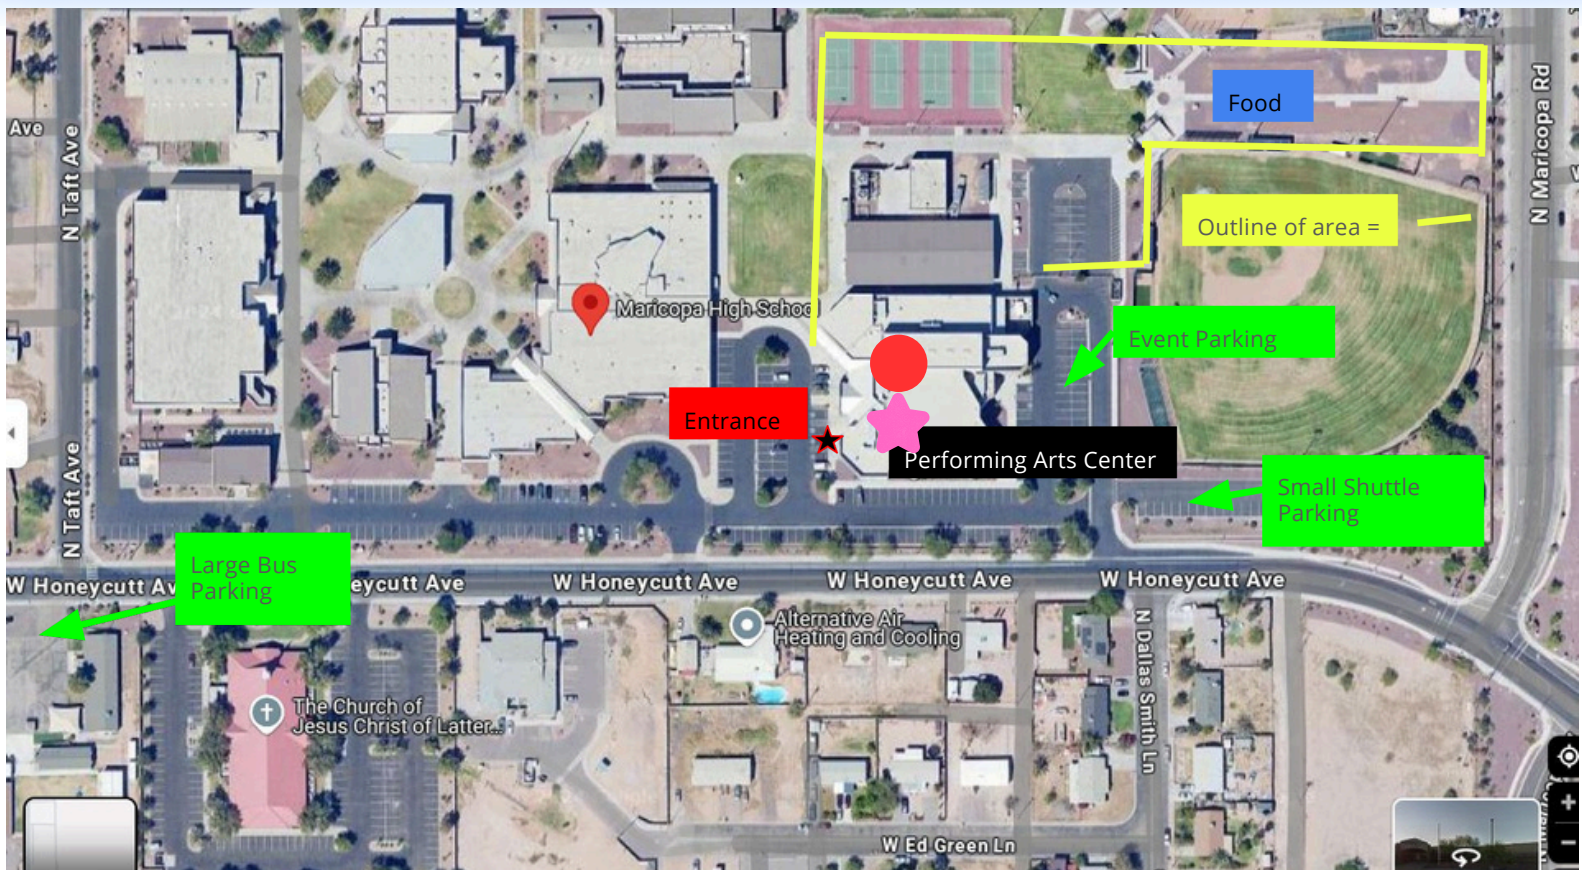 Ave
N Taft Ave
N Maricopa Rd
Food
Outline of area =
Maricopa High School
Event Parking
Entrance
Performing Arts Center
Small Shuttle
Parking
N Taft Ave
Large Bus
Parking
W Honeycutt Av
eycutt Ave
W Honeycutt Ave
W Honeycutt Ave
W Honeycutt Ave
Alternative Air
Heating and Cooling
N Dallas Smith Ln
The Church of
Jesus Christ of Latter...
W Ed Green Ln